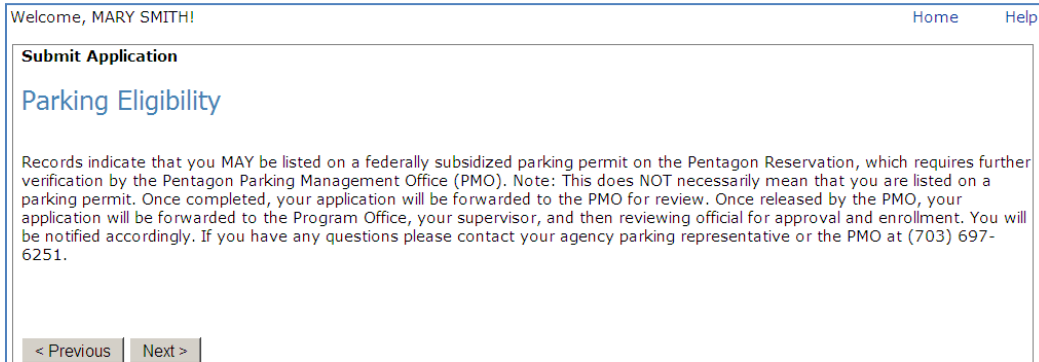 Welcome, MARY SMITH! Home Help
Submit Application
Parking Eligibility
Records indicate that you MAY be listed on a federally subsidized parking permit on the Pentagon Reservation, which requires further
verification by the Pentagon Parking Management Office (PMO). Note: This does NOT necessarily mean that you are listed on a
parking permit. Once completed, your application will be forwarded to the PMO for review. Once released by the PMO, your
application will be forwarded to the Program Office, your supervisor, and then reviewing official for approval and enrollment. You will
be notified accordingly. If you have any questions please contact your agency parking representative or the PMO at (703) 697-
6251.
< Previous Next >